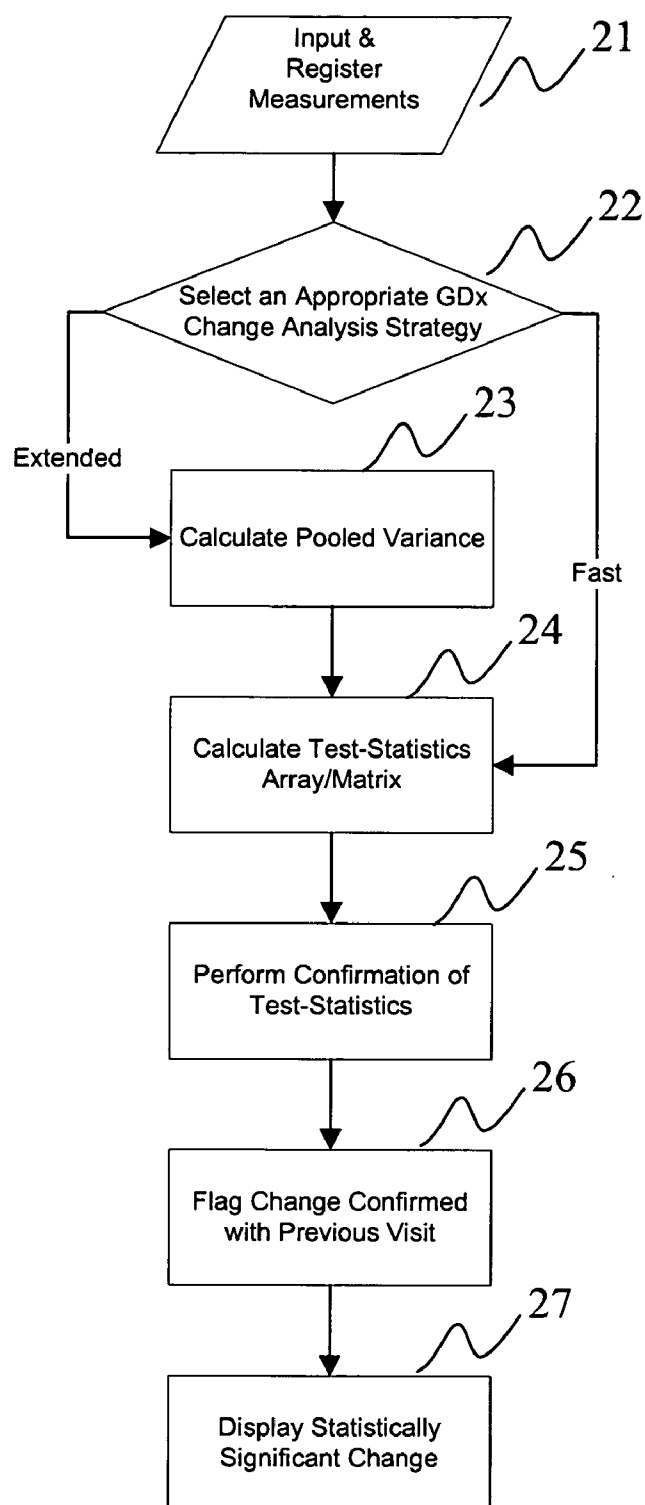 Input &
Register
Measurements
21
22
Select an Appropriate GDx
Change Analysis Strategy
23
Extended
Calculate Pooled Variance
Fast
24
Calculate Test-Statistics
Array/Matrix
25
Perform Confirmation of
Test-Statistics
26
Flag Change Confirmed
with Previous Visit
27
Display Statistically
Significant Change